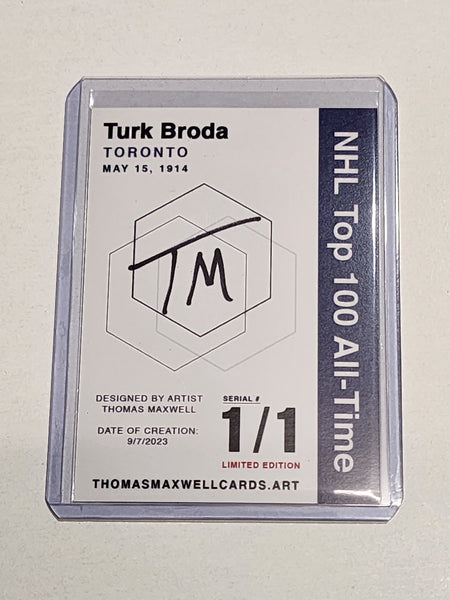 Turk Broda
TORONTO
MAY 15, 1914
TM
DESIGNED BY ARTIST
THOMAS MAXWELL
DATE OF CREATION:
9/7/2023
SERIAL #
1/1
LIMITED EDITION
THOMASMAXWELLCARDS.ART
NHL Top 100 All-Time